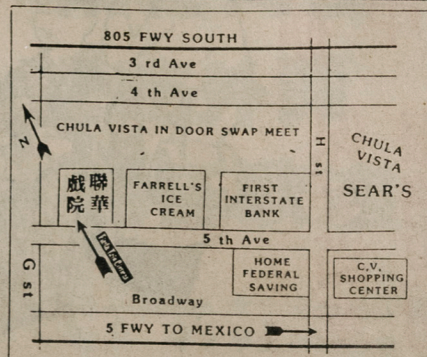 805 FWY SOUTH
3 rd Ave
4 th Ave
CHULA VISTA IN DOOR SWAP MEET
N
H st
CHULA
VISTA
SEAR'S
聯華
戲院
FARRELL'S
ICE
CREAM
FIRST
INTERSTATE
BANK
5 th Ave
G st
HOME
FEDERAL
SAVING
C.V.
SHOPPING
CENTER
Broadway
5 FWY TO MEXICO